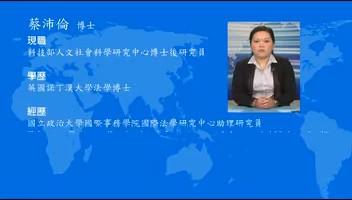 蔡沛倫 博士
現職
科技部人文社會科學研究中心博士後研究員
學歷
英國諾丁漢大學法學博士
經歷
國立政治大學國際事務學院國際法學研究中心助理研究員